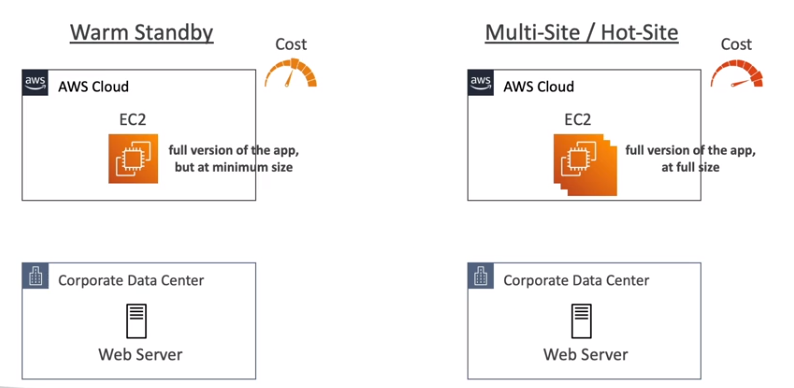 Warm Standby
Cost
aws
AWS Cloud
EC2
full version of the app,
but at minimum size
Corporate Data Center
Web Server
Multi-Site / Hot-Site
Cost
aws
AWS Cloud
EC2
full version of the app,
at full size
Corporate Data Center
Web Server